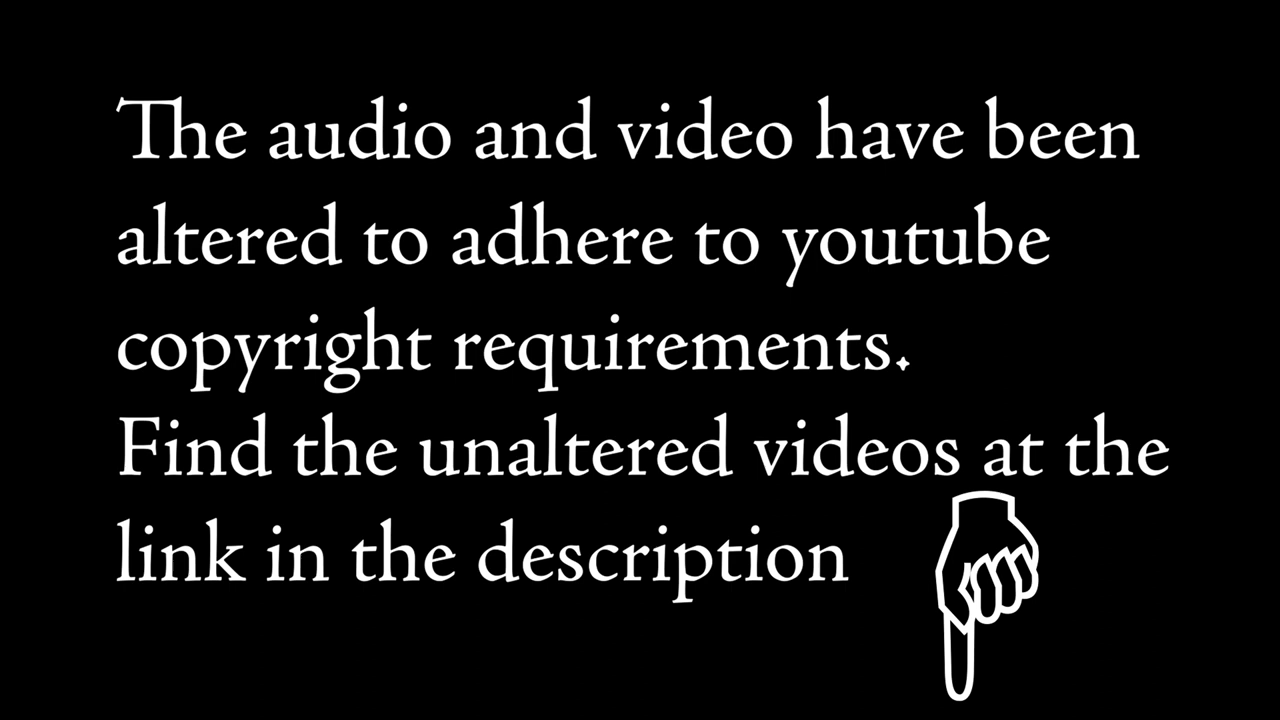 The audio and video have been
altered to adhere to youtube
copyright requirements.
Find the unaltered videos at the
link in the description